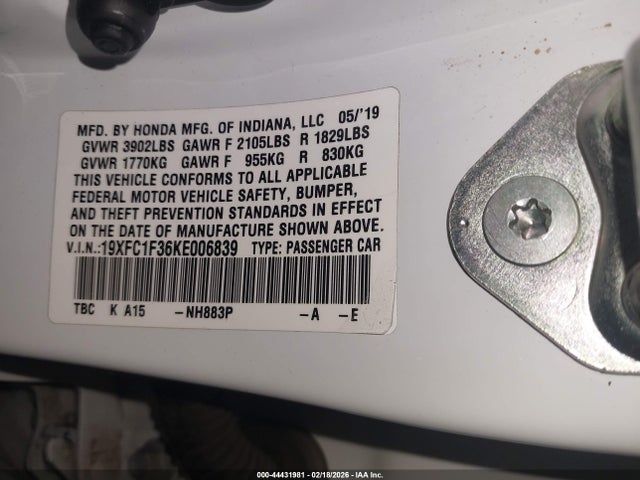 MFD. BY HONDA MFG. OF INDIANA, LLC 05/'19
GVWR 3902LBS GAWR F 2105LBS R 1829LBS
GVWR 1770KG GAWR F 955KG R 830KG
THIS VEHICLE CONFORMS TO ALL APPLICABLE
FEDERAL MOTOR VEHICLE SAFETY, BUMPER,
AND THEFT PREVENTION STANDARDS IN EFFECT
ON THE DATE OF MANUFACTURE SHOWN ABOVE.
V.I.N.:19XFC1F36KE006839 TYPE: PASSENGER CAR
TBC K A15 -NH883P -A -E
000-44431981 - 02/18/2026 - IAA Inc.